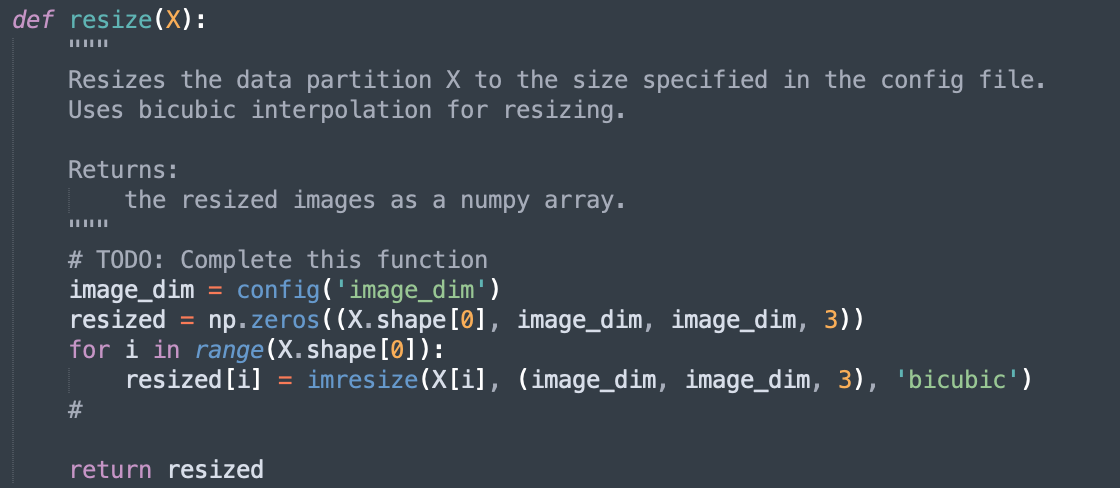 def resize(X):
    """
    Resizes the data partition X to the size specified in the config file.
    Uses bicubic interpolation for resizing.

    Returns:
        the resized images as a numpy array.
    """
    # TODO: Complete this function
    image_dim = config('image_dim')
    resized = np.zeros((X.shape[0], image_dim, image_dim, 3))
    for i in range(X.shape[0]):
        resized[i] = imresize(X[i], (image_dim, image_dim, 3), 'bicubic')
    #

    return resized